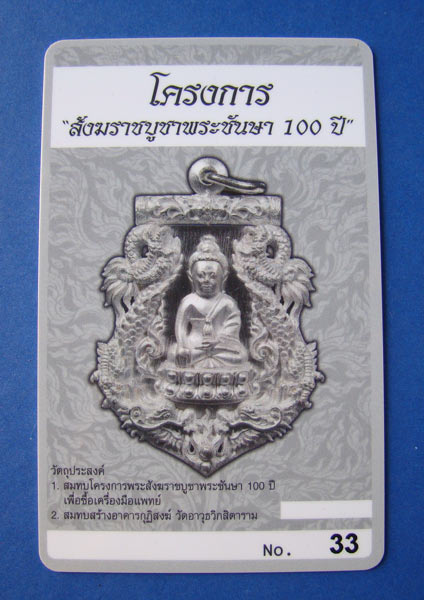 โครงการ
"สังฆราชบูชาพระชันษา 100 ปี"
วัตถุประสงค์
1. สมทบโครงการพระสังฆราชบูชาพระชันษา 100 ปี
เพื่อซื้อเครื่องมือแพทย์
2. สมทบสร้างอาคารกุฏิสงฆ์ วัดอาวุธวิกสิตาราม
No. 33